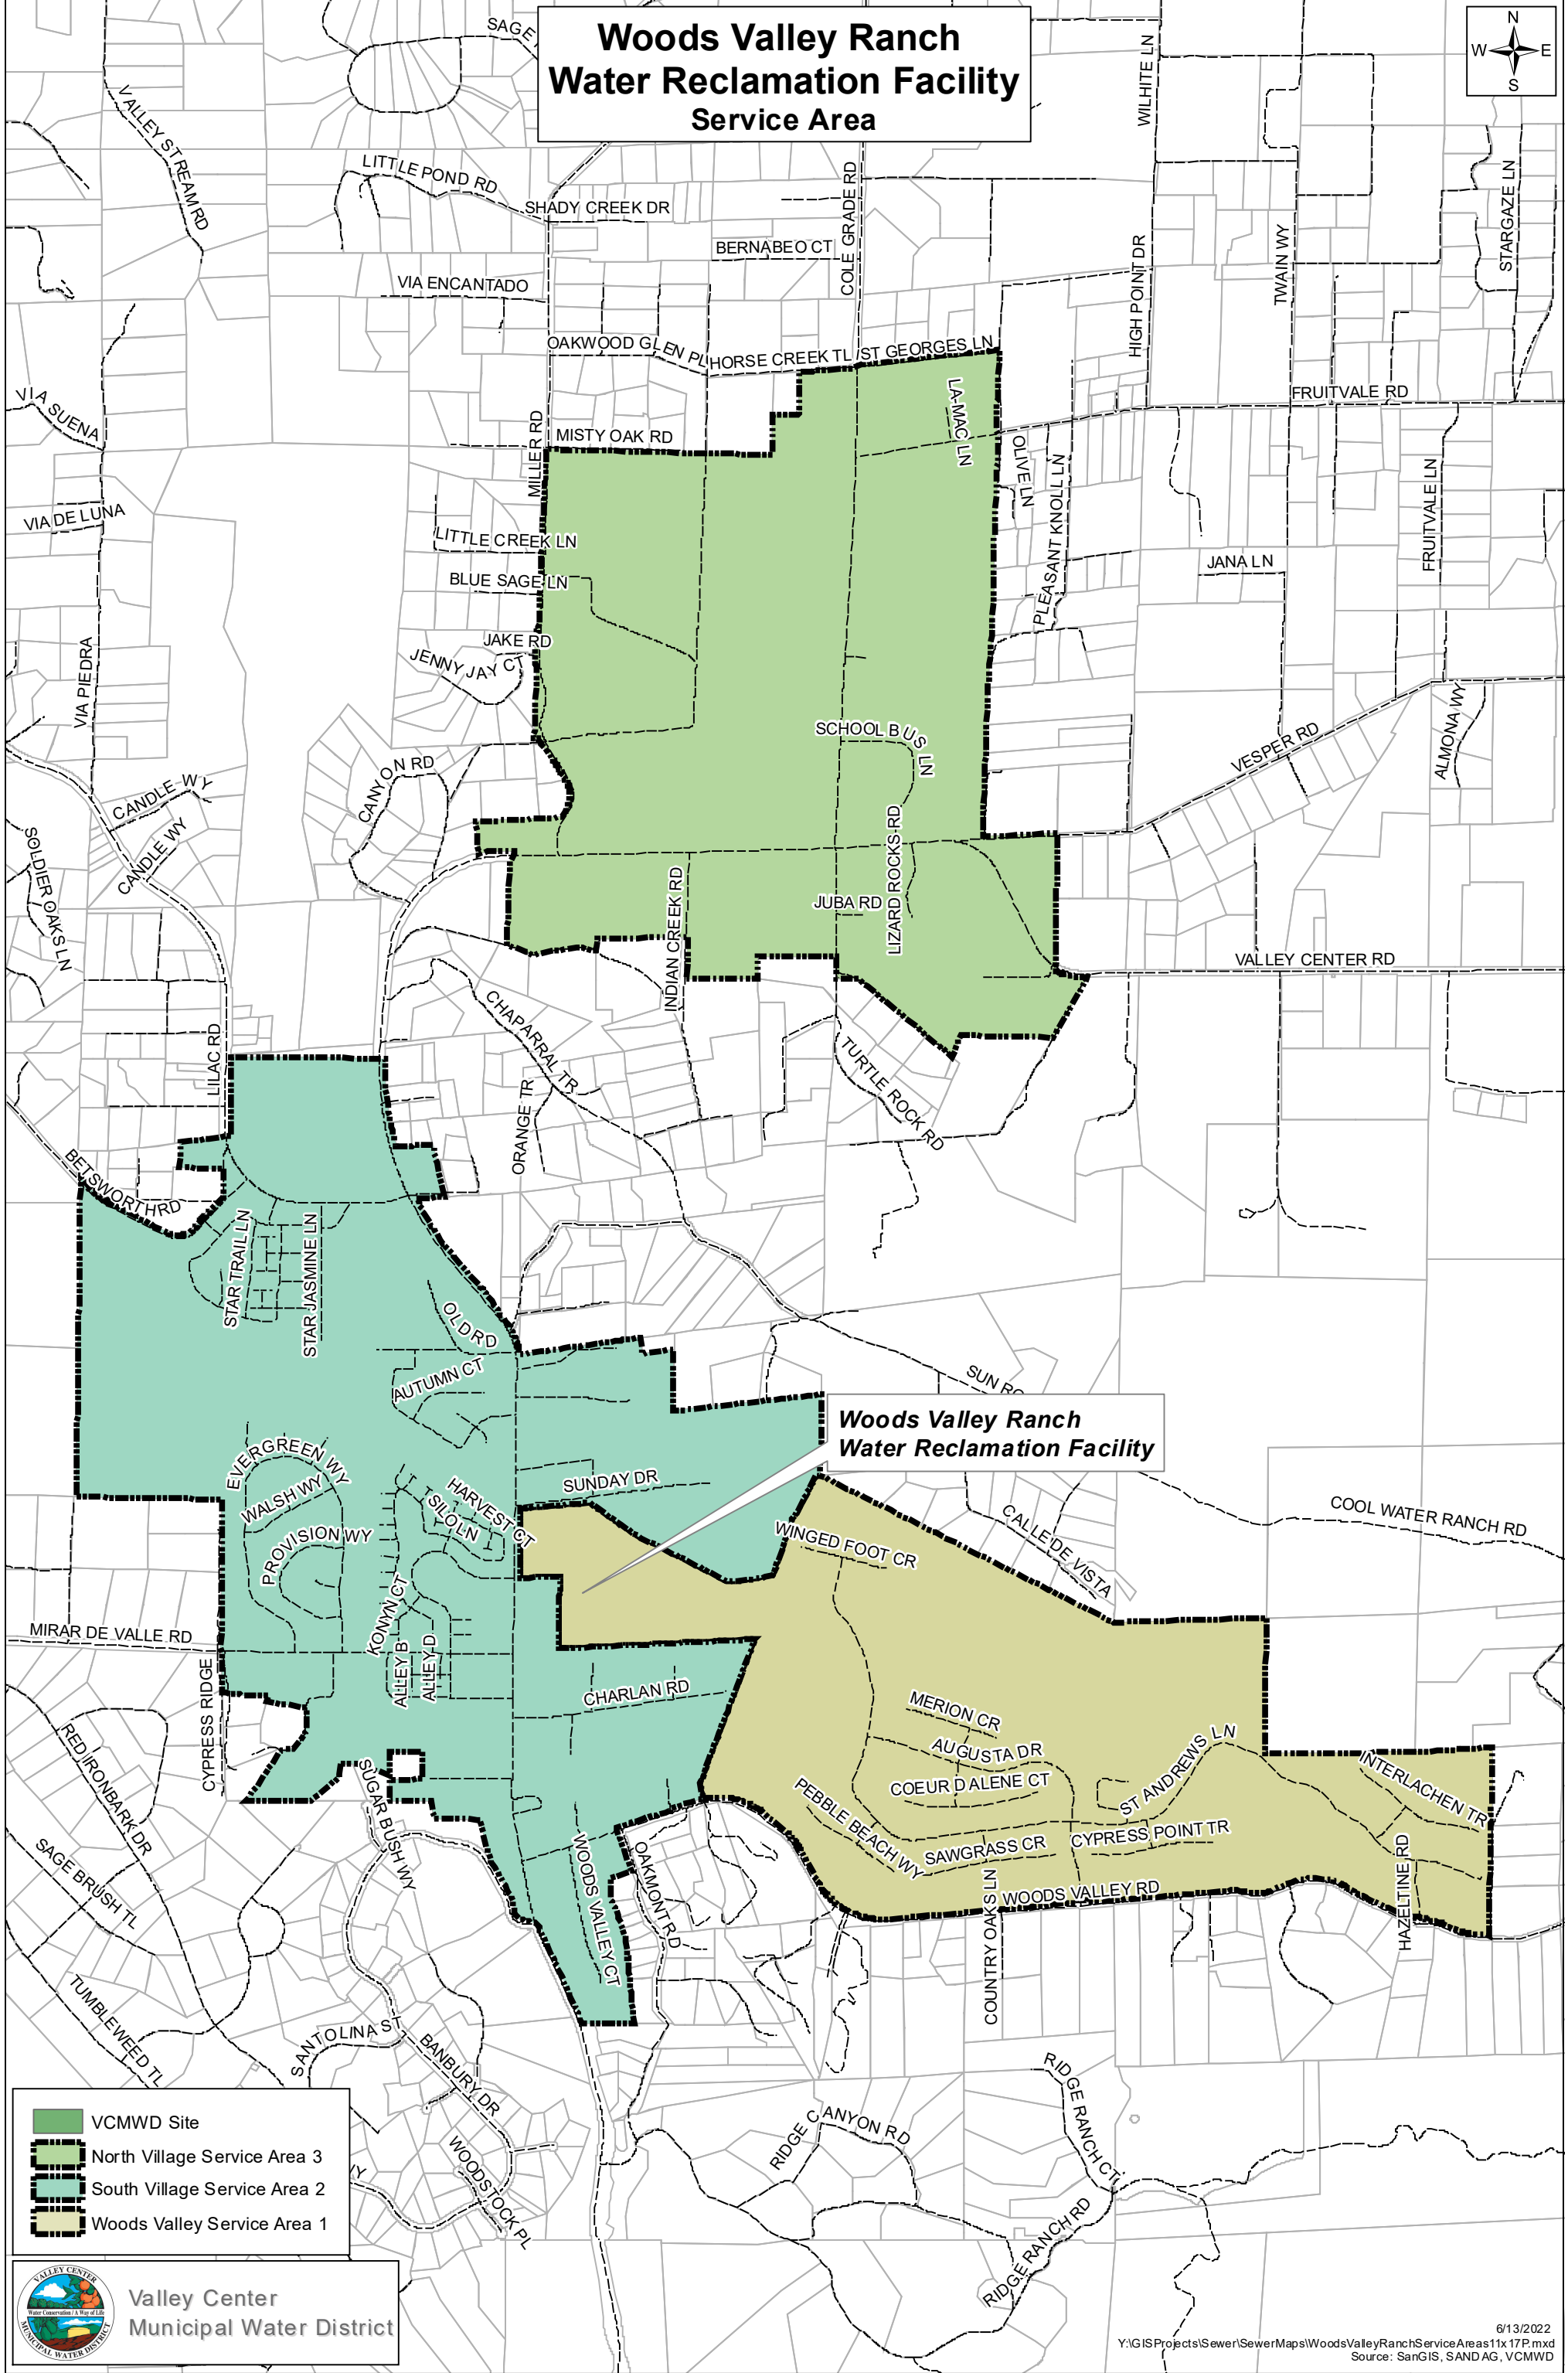 Woods Valley Ranch
Water Reclamation Facility
Service Area
N
W
E
S
SAGE
WILHITE LN
VALLEY STREAM RD
LITTLE POND RD
SHADY CREEK DR
BERNABEO CT
COLE GRADE RD
STARGAZE LN
TWAIN WY
HIGH POINT DR
VIA ENCANTADO
OAKWOOD GLEN PL
HORSE CREEK TL
ST GEORGES LN
LA-MAC LN
FRUITVALE RD
VIA SUENA
MILLER RD
MISTY OAK RD
OLIVE LN
PLEASANT KNOLL LN
FRUITVALE LN
VIA DE LUNA
LITTLE CREEK LN
BLUE SAGE LN
JANA LN
VIA PIEDRA
JAKE RD
JENNY JAY CT
SCHOOL BUS LN
VESPER RD
ALMONA WY
CANYON RD
CANDLE WY
CANDLE WY
SOLDIER OAKS LN
LIZARD ROCKS RD
JUBA RD
INDIAN CREEK RD
VALLEY CENTER RD
CHAPARRAL TR
LILAC RD
TURTLE ROCK RD
ORANGE TR
BETSWORTH RD
STAR TRAIL LN
STAR JASMINE LN
OLD RD
AUTUMN CT
SUN RO
Woods Valley Ranch
Water Reclamation Facility
EVERGREEN WY
WALSH WY
PROVISION WY
HARVEST CT
SILO LN
SUNDAY DR
WINGED FOOT CR
CALLE DE VISTA
COOL WATER RANCH RD
KONYN CT
MIRAR DE VALLE RD
ALLEY B
ALLEY D
CYPRESS RIDGE
CHARLAN RD
MERION CR
AUGUSTA DR
COEUR D ALENE CT
ST ANDREWS LN
INTERLACHEN TR
RED IRONBARK DR
SUGAR BUSH WY
PEBBLE BEACH WY
SAWGRASS CR
CYPRESS POINT TR
SAGE BRUSH TL
WOODS VALLEY CT
OAKMONT RD
COUNTRY OAKS LN
WOODS VALLEY RD
HAZELTINE RD
TUMBLEWEED TL
SANTOLINA ST
BANBURY DR
RIDGE RANCH CT
RIDGE CANYON RD
WOODSTOCK PL
RIDGE RANCH RD
VCMWD Site
North Village Service Area 3
South Village Service Area 2
Woods Valley Service Area 1
VALLEY CENTER
Water Conservation / A Way of Life
MUNICIPAL WATER DISTRICT
Valley Center
Municipal Water District
6/13/2022
Y:\GISProjects\Sewer\SewerMaps\WoodsValleyRanchServiceAreas11x17P.mxd
Source: SanGIS, SANDAG, VCMWD